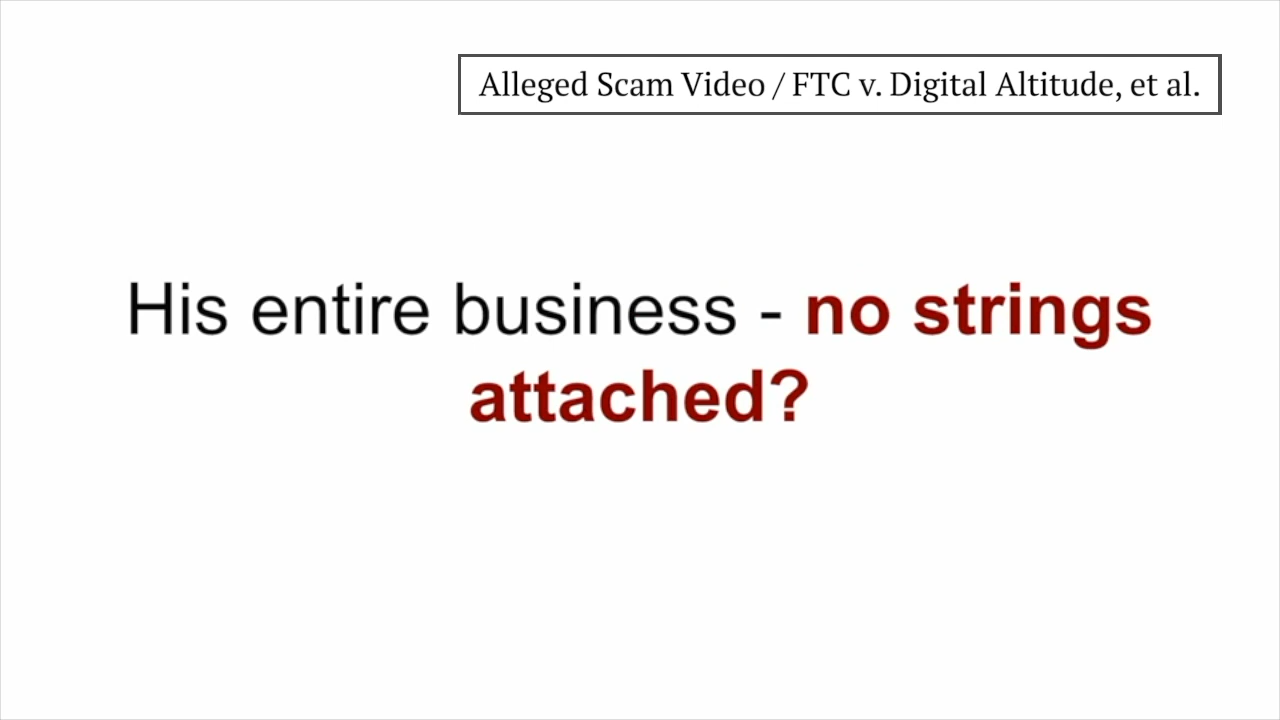 Alleged Scam Video / FTC v. Digital Altitude, et al.
His entire business - no strings
attached?